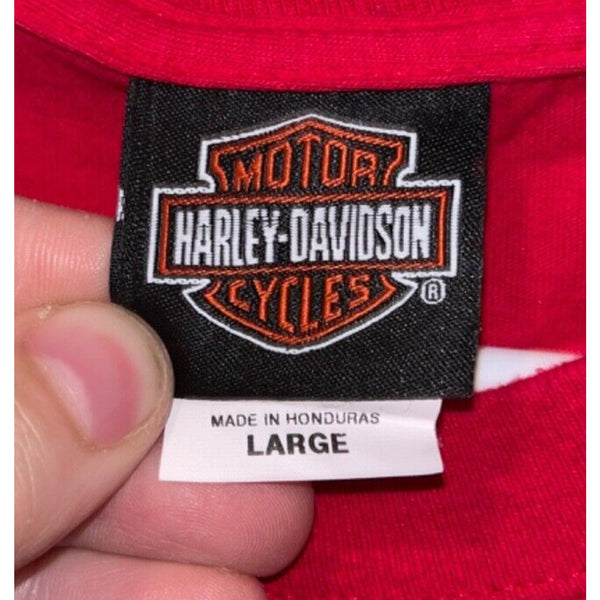 MOTOR
HARLEY-DAVIDSON
CYCLES
®
MADE IN HONDURAS
LARGE